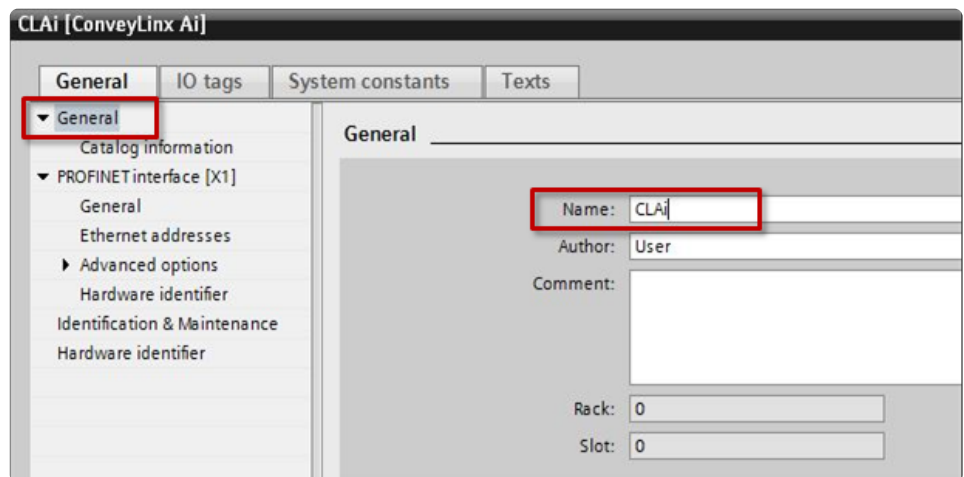 CLAi [ConveyLinx Ai]
General IO tags System constants Texts
General
Catalog information
PROFINET interface [X1]
General
Ethernet addresses
Advanced options
Hardware identifier
Identification & Maintenance
Hardware identifier
General
Name: CLAi
Author: User
Comment:
Rack: 0
Slot: 0